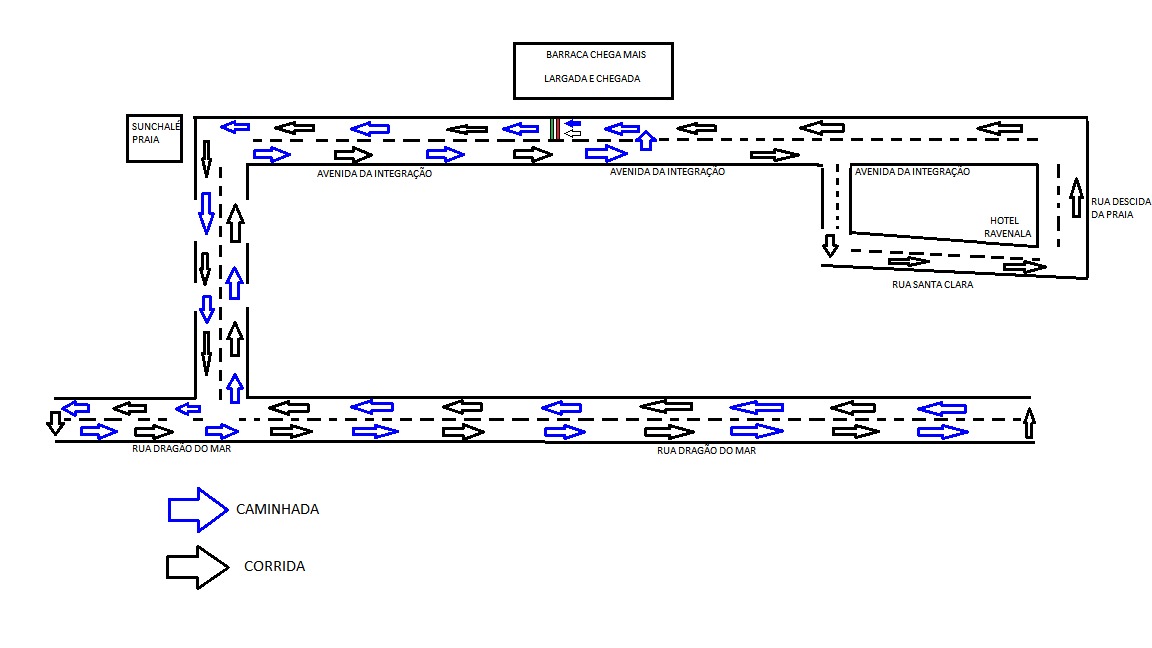 BARRACA CHEGA MAIS
LARGADA E CHEGADA
SUNCHALÉ
PRAIA
AVENIDA DA INTEGRAÇÃO
AVENIDA DA INTEGRAÇÃO
AVENIDA DA INTEGRAÇÃO
RUA DESCIDA
DA PRAIA
HOTEL
RAVENALA
RUA SANTA CLARA
RUA DRAGÃO DO MAR
RUA DRAGÃO DO MAR
CAMINHADA
CORRIDA